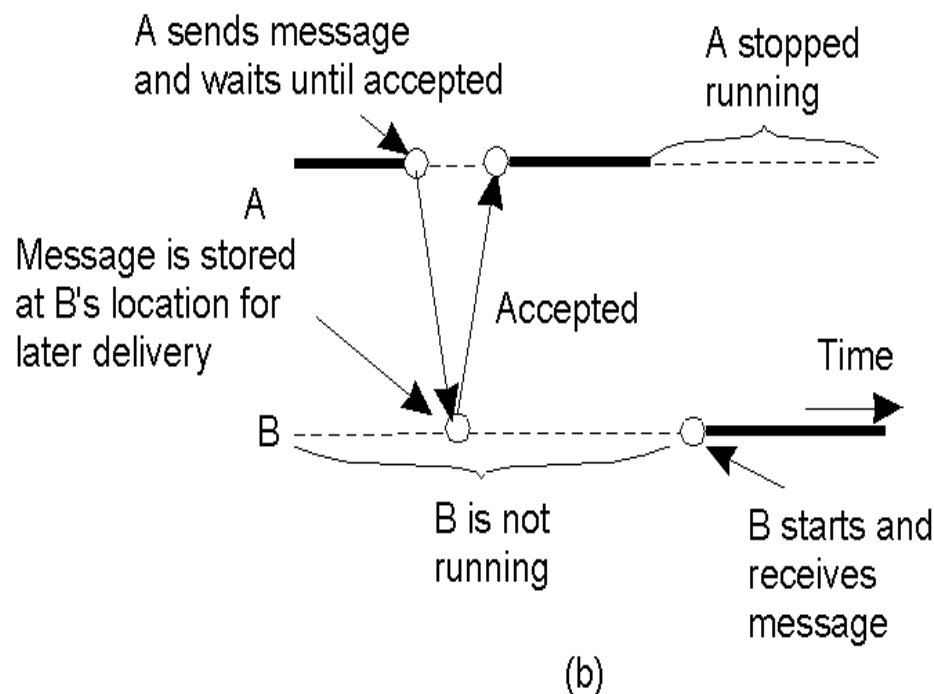 A sends message
and waits until accepted
A stopped
running
A
Message is stored
at B's location for
later delivery
Accepted
Time
B
B is not
running
B starts and
receives
message
(b)